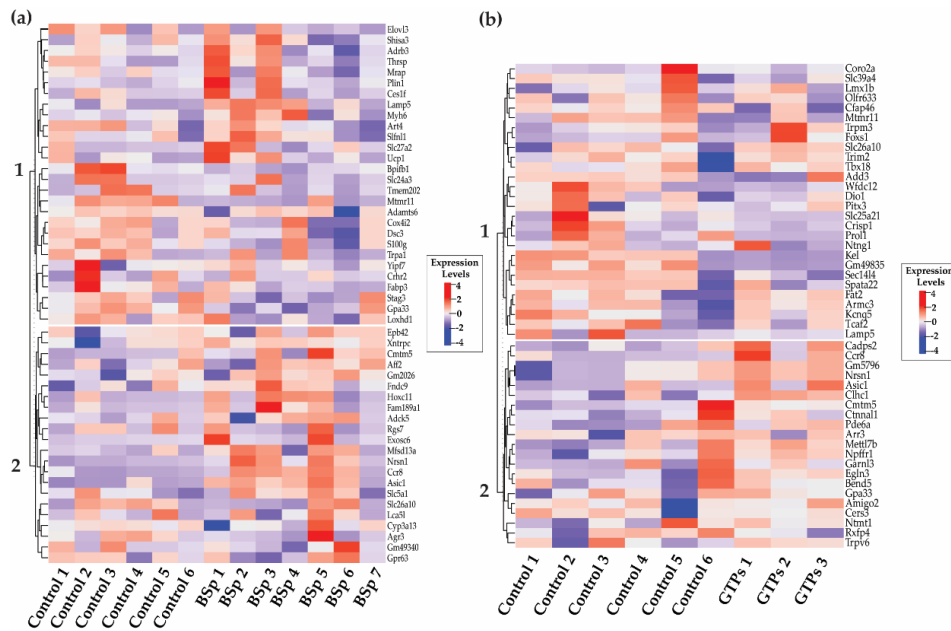 (a)
Elovl3
Shisa3
Adrb3
Thrsp
Mrap
Plin1
Ces1f
Lamp5
Myh6
Art4
Slfnl1
Slc27a2
Ucp1
Bpifb1
Slc24a3
Tmem202
Mtmr11
Adamts6
Cox4i2
Dsc3
S100g
Trpa1
Yipf7
Crhr2
Fabp3
Stag3
Gpa33
Loxhd1
Epb42
Xntrpc
Cmtm5
Aff2
Gm2026
Fndc9
Hoxc11
Fam189a1
Adck5
Rgs7
Exosc6
Mfsd13a
Nrsn1
Ccr8
Asic1
Slc5a1
Slc26a10
Lca5l
Cyp3a13
Agr3
Gm49340
Gpr63
1
2
Control 1
Control 2
Control 3
Control 4
Control 5
Control 6
BSp 1
BSp 2
BSp 3
BSp 4
BSp 5
BSp 6
BSp 7
Expression
Levels
4
2
0
-2
-4
(b)
Coro2a
Slc39a4
Lmx1b
Olfr633
Cfap46
Mtmr11
Trpm3
Foxs1
Slc26a10
Trim2
Tbx18
Add3
Wfdc12
Dio1
Pitx3
Slc25a21
Crisp1
Prol1
Ntng1
Kel
Gm49835
Sec14l4
Spata22
Fat2
Armc3
Kcnq5
Tcaf2
Lamp5
Cadps2
Ccr8
Gm5796
Nrsn1
Asic1
Clhc1
Cmtm5
Ctnnal1
Pde6a
Arr3
Mettl7b
Npffr1
Garnl3
Egln3
Bend5
Gpa33
Amigo2
Cers3
Ntmt1
Rxfp4
Trpv6
1
2
Control 1
Control 2
Control 3
Control 4
Control 5
Control 6
GTPs 1
GTPs 2
GTPs 3
Expression
Levels
4
2
0
-2
-4